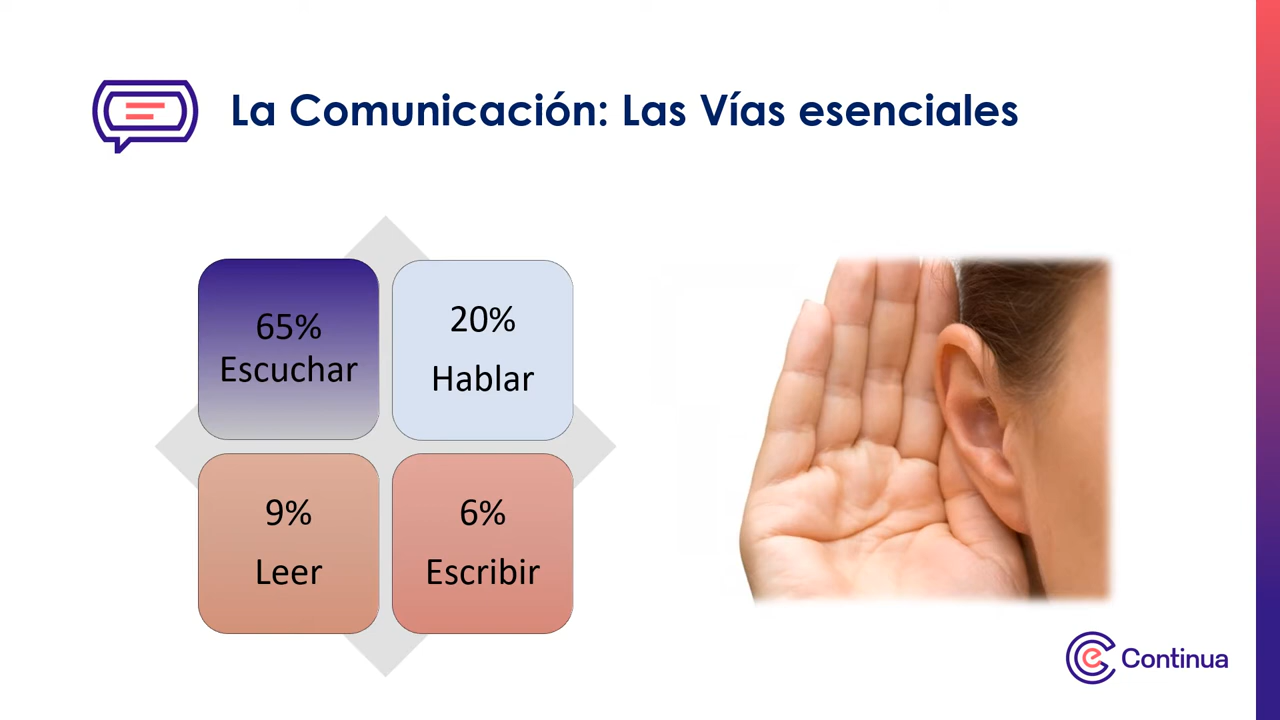 La Comunicación: Las Vías esenciales
65%
Escuchar
20%
Hablar
9%
Leer
6%
Escribir
e Continua